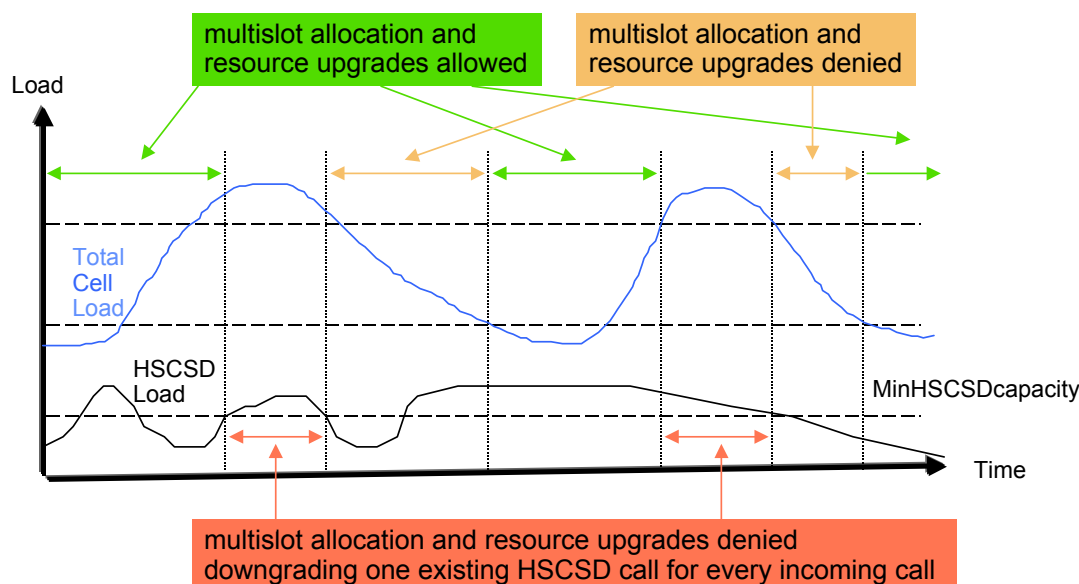 multislot allocation and
resource upgrades allowed
multislot allocation and
resource upgrades denied
Load
Total
Cell
Load
HSCSD
Load
MinHSCSDcapacity
Time
multislot allocation and resource upgrades denied
downgrading one existing HSCSD call for every incoming call